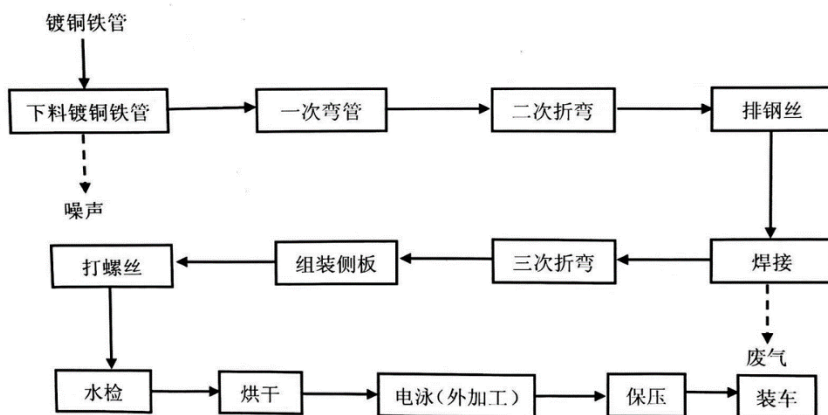 镀铜铁管
下料镀铜铁管
一次弯管
二次折弯
排钢丝
噪声
打螺丝
组装侧板
三次折弯
焊接
废气
水检
烘干
电泳（外加工）
保压
装车